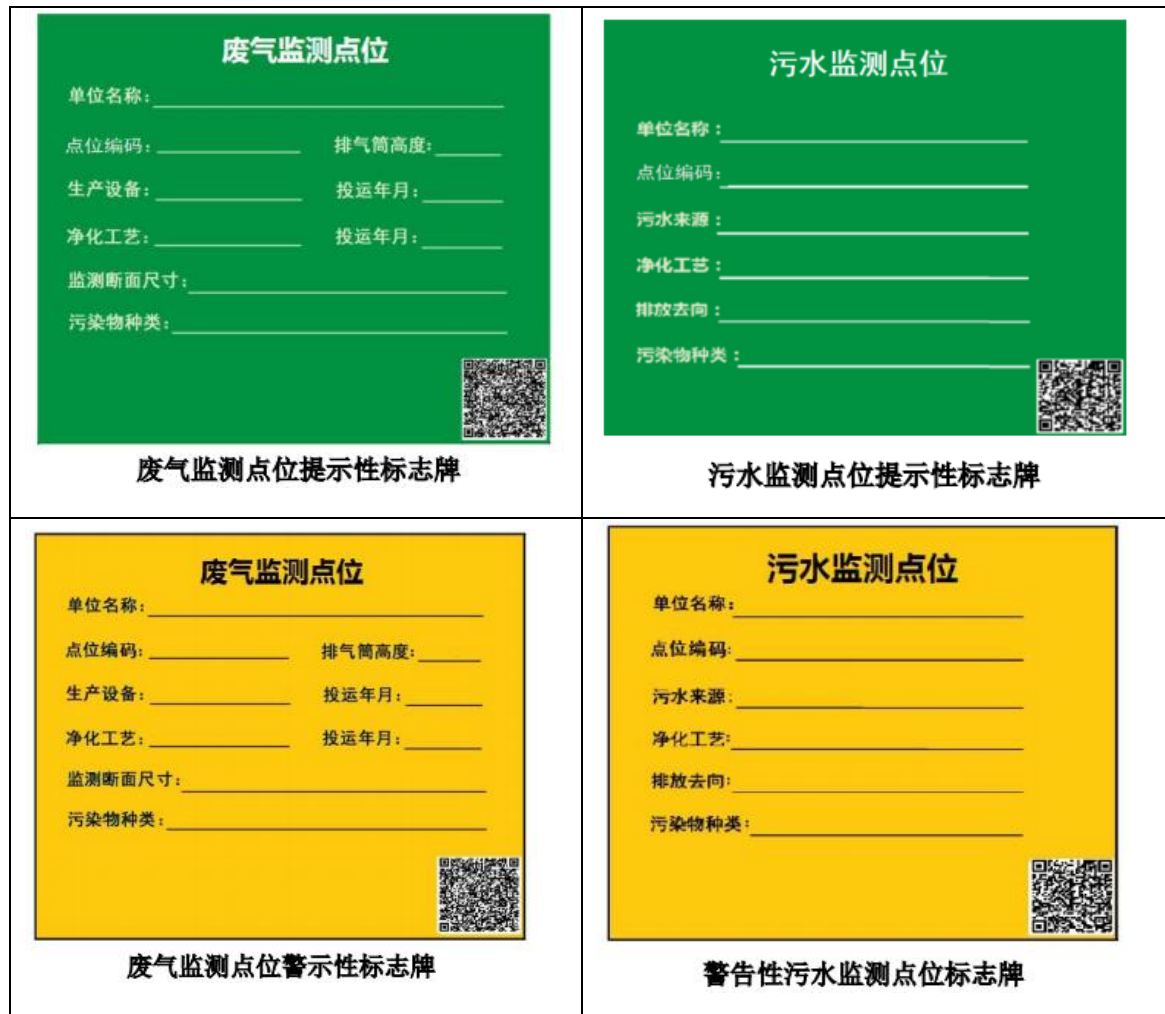 废气监测点位
单位名称:
点位编码: 排气筒高度:
生产设备: 投运年月:
净化工艺: 投运年月:
监测断面尺寸:
污染物种类:
废气监测点位提示性标志牌
污水监测点位
单位名称：
点位编码:
污水来源：
净化工艺：
排放去向：
污染物种类：
污水监测点位提示性标志牌
废气监测点位
单位名称:
点位编码: 排气筒高度:
生产设备: 投运年月:
净化工艺: 投运年月:
监测断面尺寸:
污染物种类:
废气监测点位警示性标志牌
污水监测点位
单位名称:
点位编码:
污水来源:
净化工艺:
排放去向:
污染物种类:
警告性污水监测点位标志牌